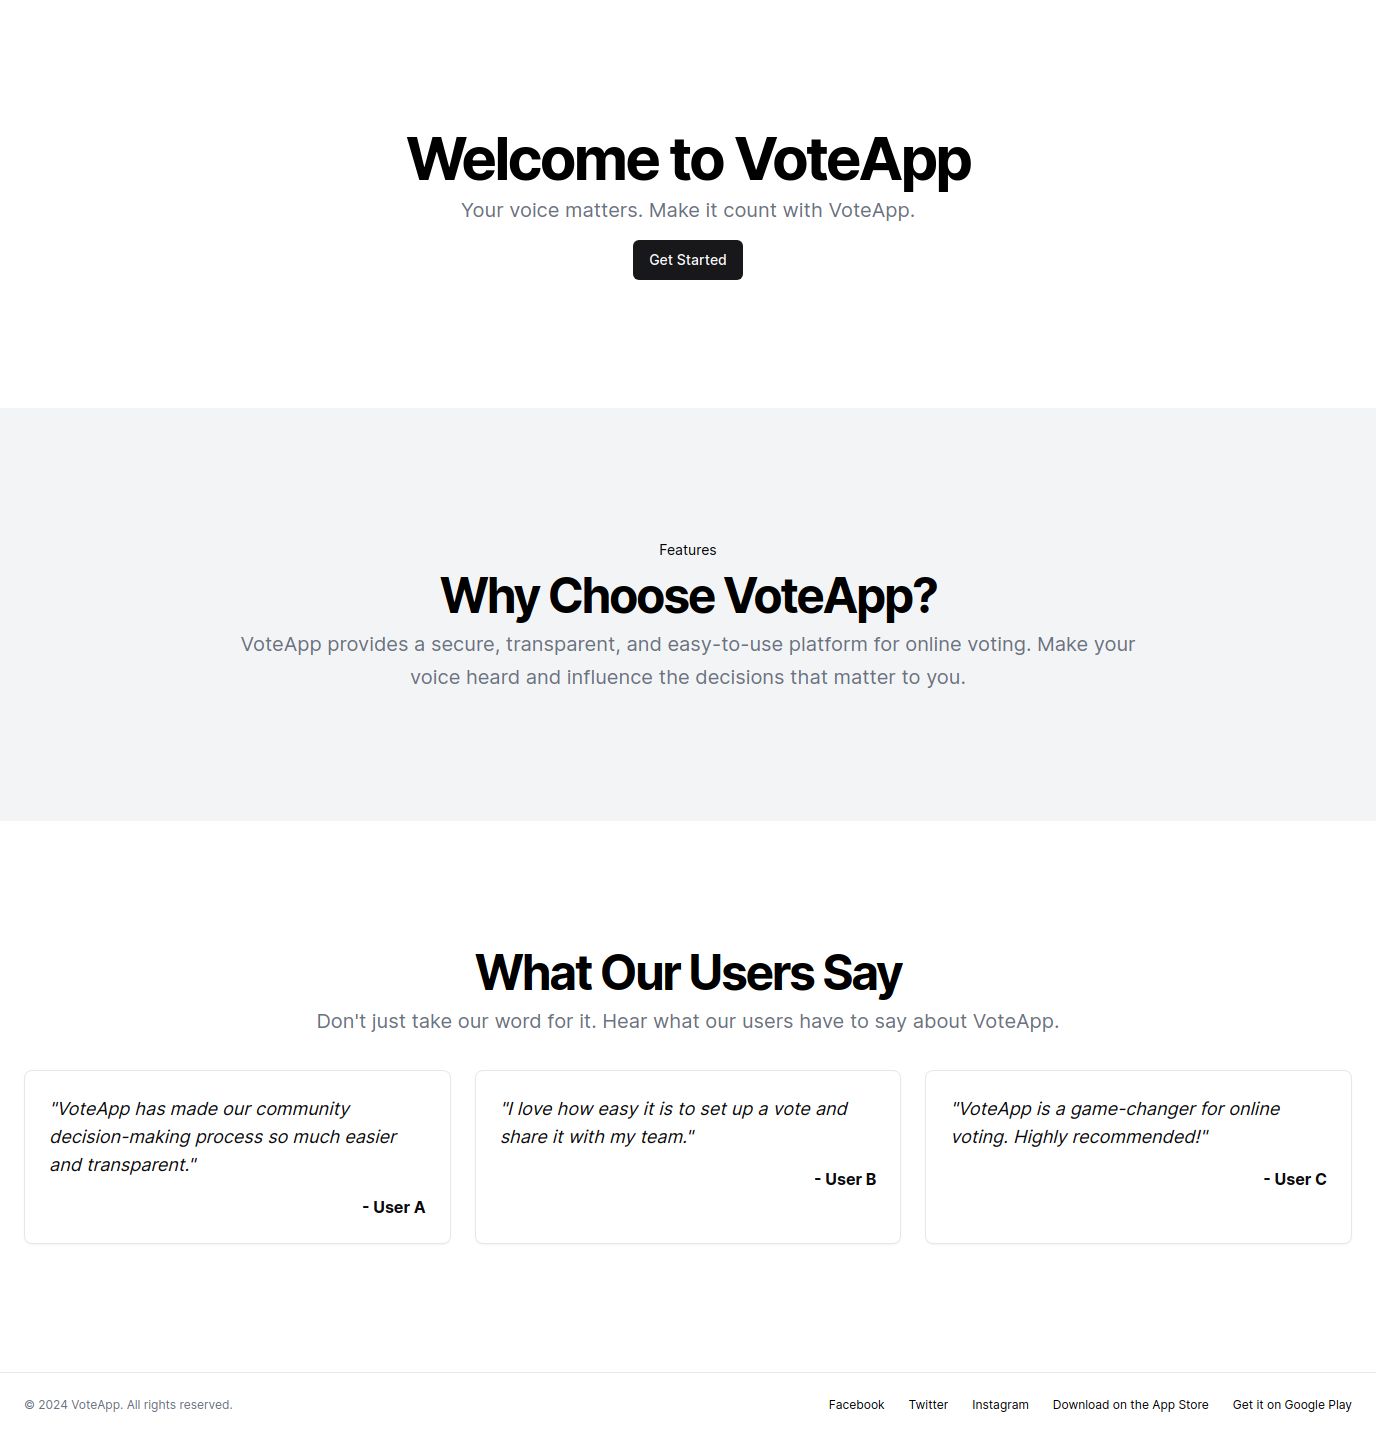 Welcome to VoteApp
Your voice matters. Make it count with VoteApp.
Get Started
Features
Why Choose VoteApp?
VoteApp provides a secure, transparent, and easy-to-use platform for online voting. Make your
voice heard and influence the decisions that matter to you.
What Our Users Say
Don't just take our word for it. Hear what our users have to say about VoteApp.
"VoteApp has made our community
decision-making process so much easier
and transparent."
- User A
"I love how easy it is to set up a vote and
share it with my team."
- User B
"VoteApp is a game-changer for online
voting. Highly recommended!"
- User C
© 2024 VoteApp. All rights reserved.
Facebook
Twitter
Instagram
Download on the App Store
Get it on Google Play